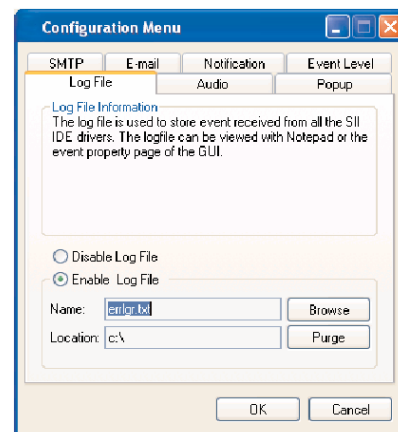 Configuration Menu
SMTP E-mail Notification Event Level
Log File Audio Popup
Log File Information
The log file is used to store event received from all the SII
IDE drivers. The logfile can be viewed with Notepad or the
event property page of the GUI.
Disable Log File
Enable Log File
Name: errlgr.txt Browse
Location: c:\ Purge
OK Cancel